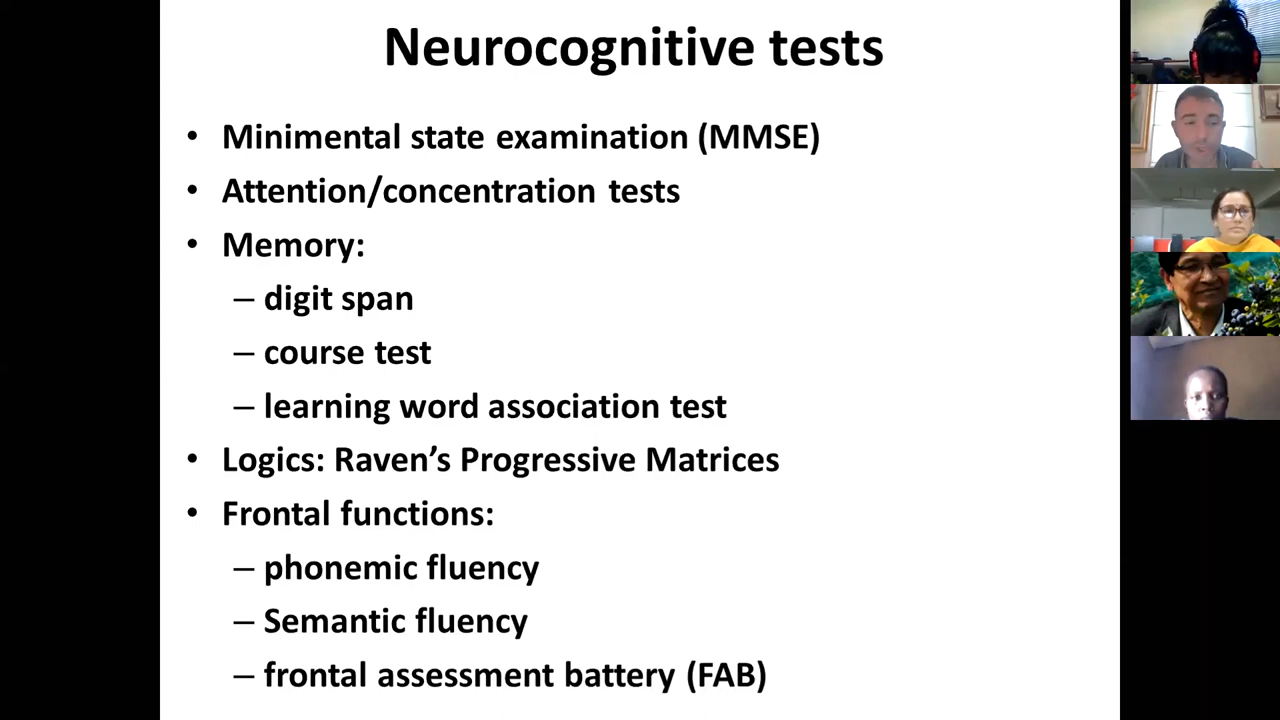 Neurocognitive tests
• Minimental state examination (MMSE)
• Attention/concentration tests
• Memory:
– digit span
– course test
– learning word association test
• Logics: Raven’s Progressive Matrices
• Frontal functions:
– phonemic fluency
– Semantic fluency
– frontal assessment battery (FAB)